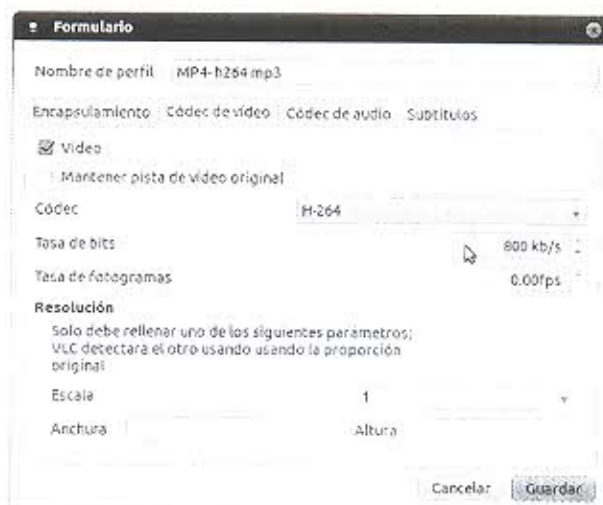 Formulario
Nombre de perfil MP4-h264 mp3
Encapsulamiento Códec de vídeo Códec de audio Subtítulos
Video
Mantener pista de vídeo original
Códec H-264
Tasa de bits 800 kb/s
Tasa de fotogramas 0.00fps
Resolución
Solo debe rellenar uno de los siguientes parámetros;
VLC detectara el otro usando usando la proporción
original
Escala 1
Anchura Altura
Cancelar Guardar